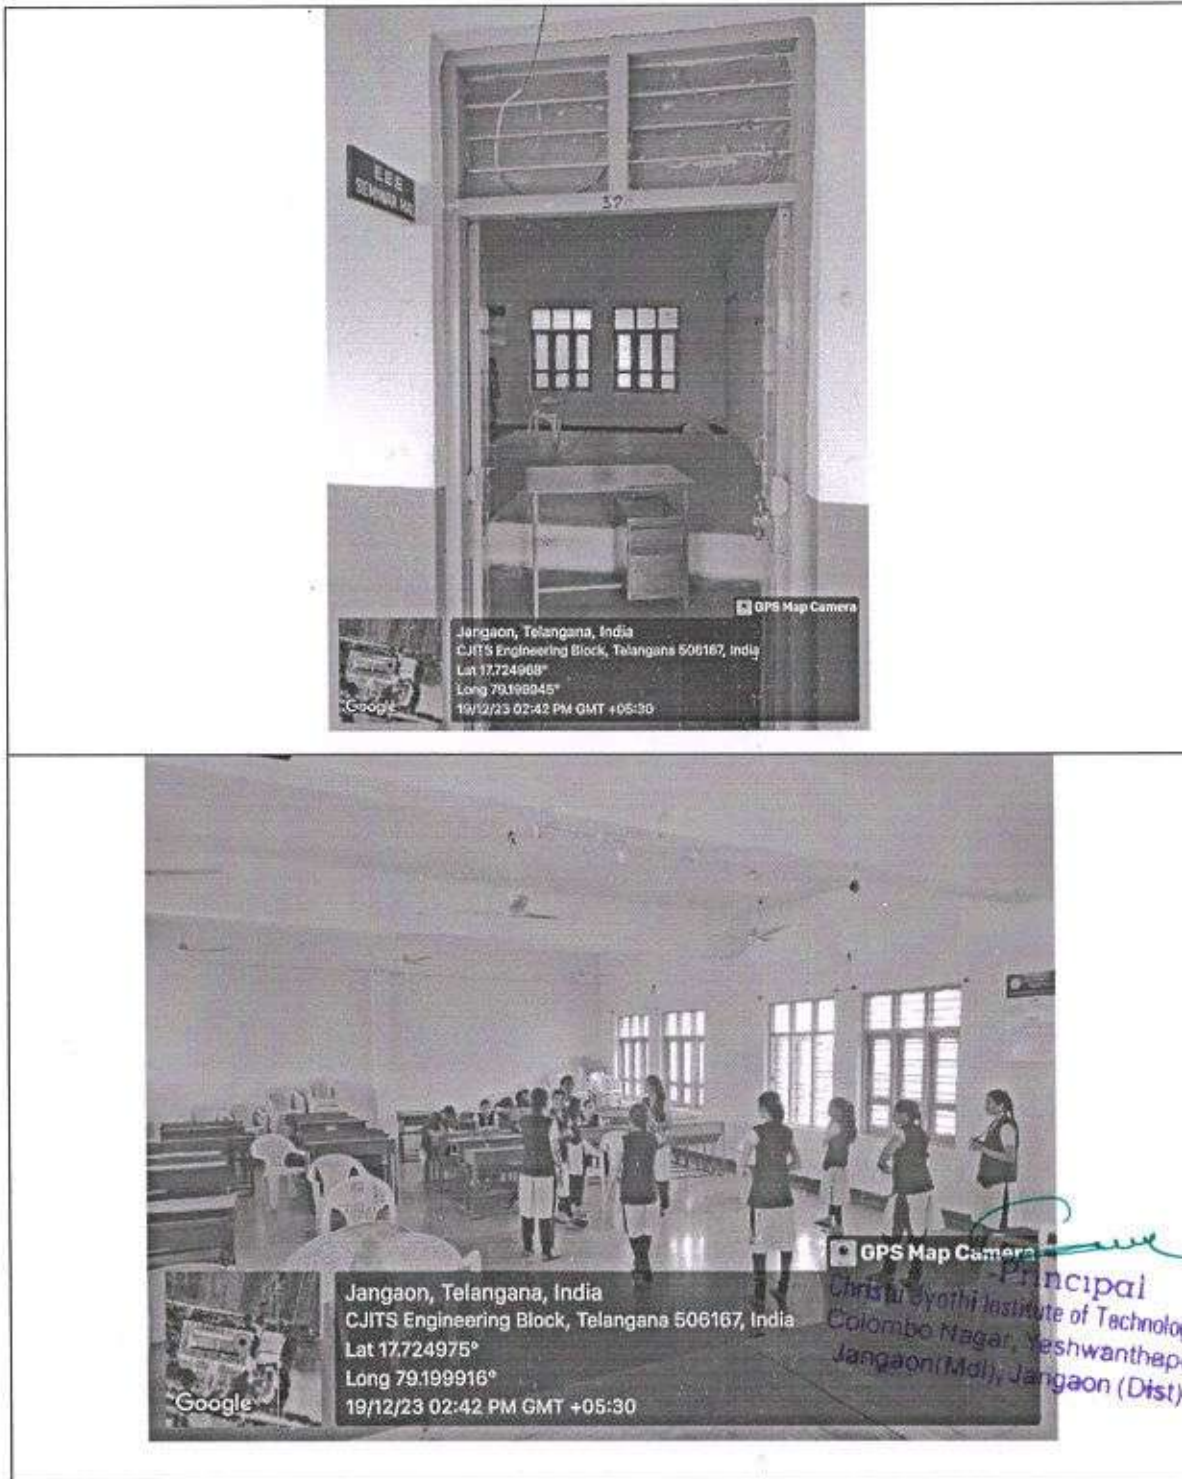 SEMINAR HALL
37
GPS Map Camera
Jangaon, Telangana, India
CJITS Engineering Block, Telangana 506167, India
Lat 17.724968°
Long 79.199945°
19/12/23 02:42 PM GMT +05:30
Google
GPS Map Camera
Jangaon, Telangana, India
CJITS Engineering Block, Telangana 506167, India
Lat 17.724975°
Long 79.199916°
19/12/23 02:42 PM GMT +05:30
Google
Principal
Christu Jyothi Institute of Technolo
Colombo Nagar, Yeshwanthap
Jangaon(Mdl), Jangaon (Dist)